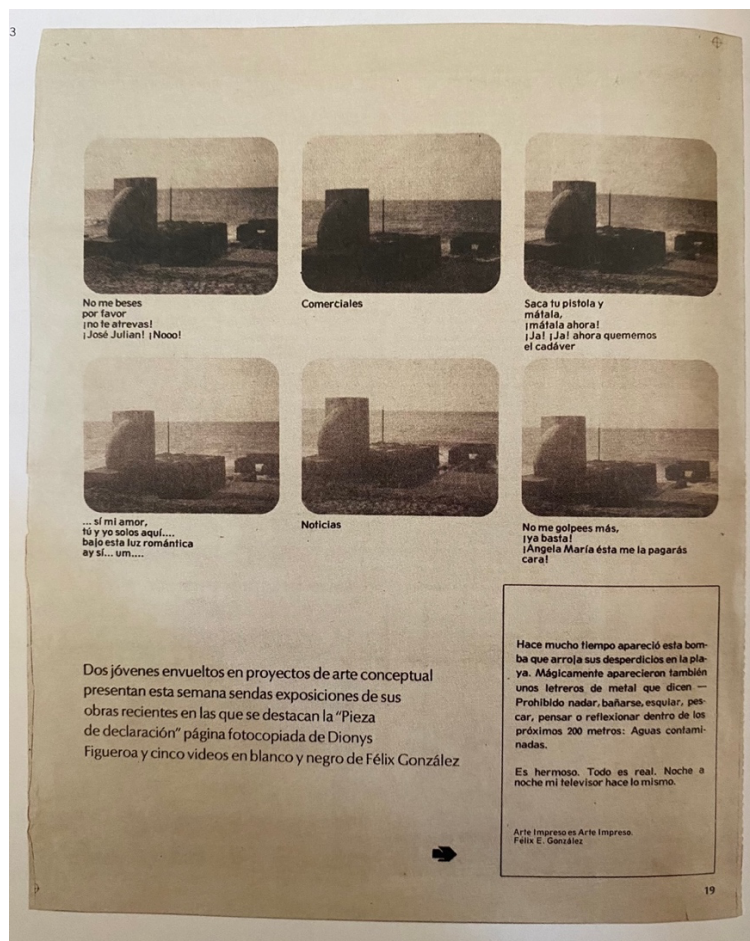 3
No me beses
por favor
¡no te atrevas!
¡José Julian! ¡Nooo!
Comerciales
Saca tu pistola y
mátala,
¡mátala ahora!
¡Ja! ¡Ja! ahora quememos
el cadáver
... sí mi amor,
tú y yo solos aquí....
bajo esta luz romántica
ay sí... um....
Noticias
No me golpees más,
¡ya basta!
¡Angela María ésta me la pagarás
cara!
Dos jóvenes envueltos en proyectos de arte conceptual
presentan esta semana sendas exposiciones de sus
obras recientes en las que se destacan la “Pieza
de declaración” página fotocopiada de Dionys
Figueroa y cinco videos en blanco y negro de Félix González
Hace mucho tiempo apareció esta bom-
ba que arroja sus desperdicios en la pla-
ya. Mágicamente aparecieron también
unos letreros de metal que dicen —
Prohibido nadar, bañarse, esquiar, pes-
car, pensar o reflexionar dentro de los
próximos 200 metros: Aguas contami-
nadas.
Es hermoso. Todo es real. Noche a
noche mi televisor hace lo mismo.
Arte Impreso es Arte Impreso.
Félix E. González
19